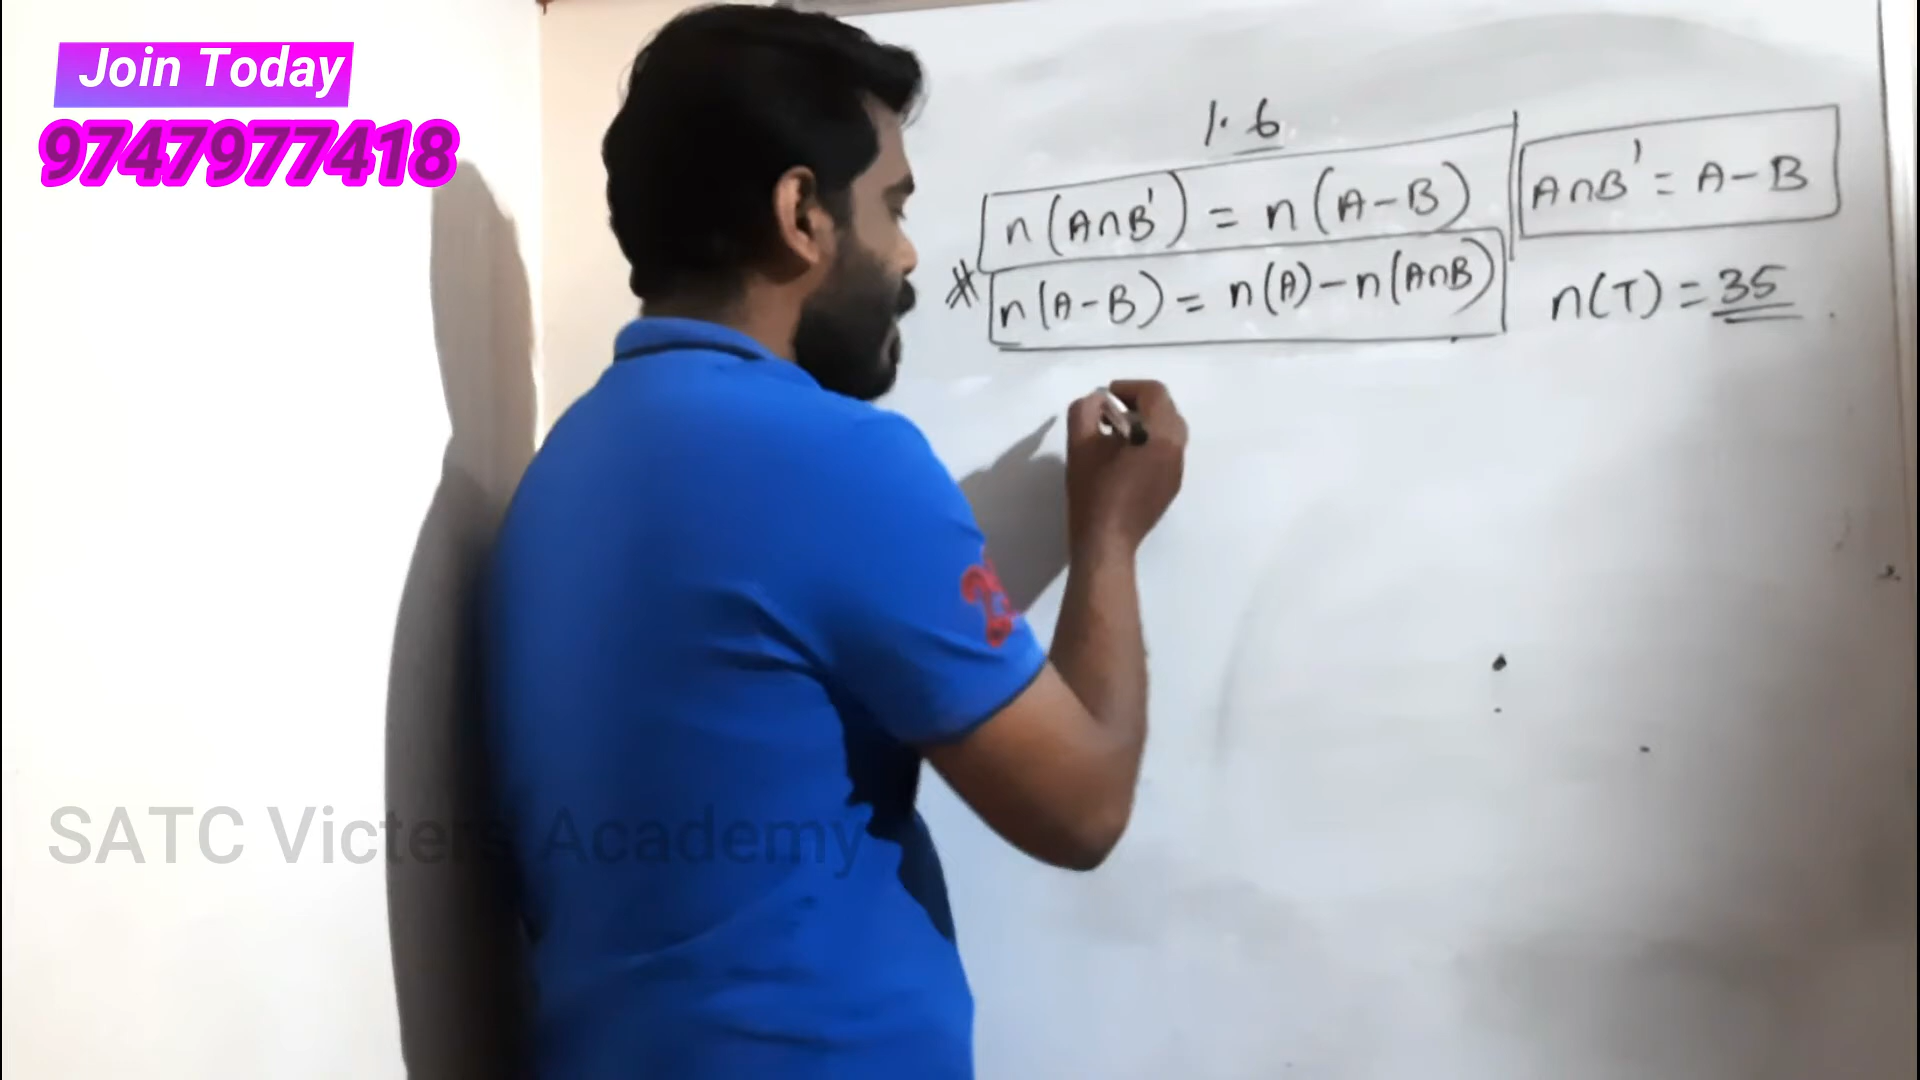 Join Today
9747977418
1.6
n(A∩B') = n(A-B)
A∩B' = A-B
* n(A-B) = n(A)-n(A∩B)
n(T) = 35
SATC Victers Academy